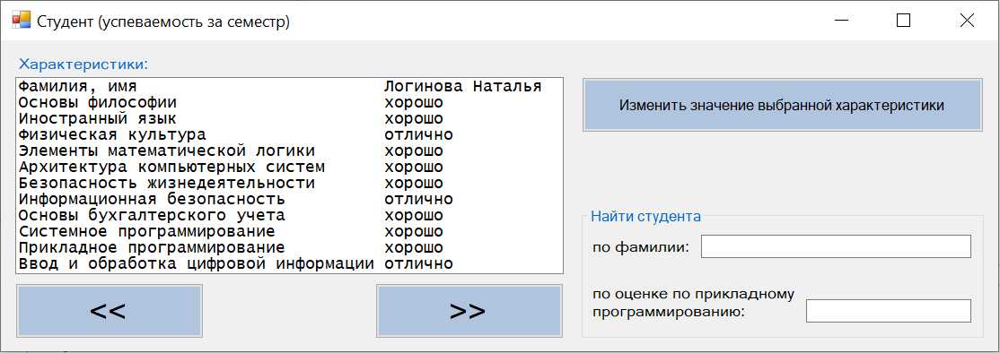 Студент (успеваемость за семестр)
Характеристики:
Фамилия, имя Логинова Наталья
Основы философии хорошо
Иностранный язык хорошо
Физическая культура отлично
Элементы математической логики хорошо
Архитектура компьютерных систем хорошо
Безопасность жизнедеятельности хорошо
Информационная безопасность отлично
Основы бухгалтерского учета хорошо
Системное программирование хорошо
Прикладное программирование хорошо
Ввод и обработка цифровой информации отлично
<< >>
Изменить значение выбранной характеристики
Найти студента
по фамилии:
по оценке по прикладному
программированию: